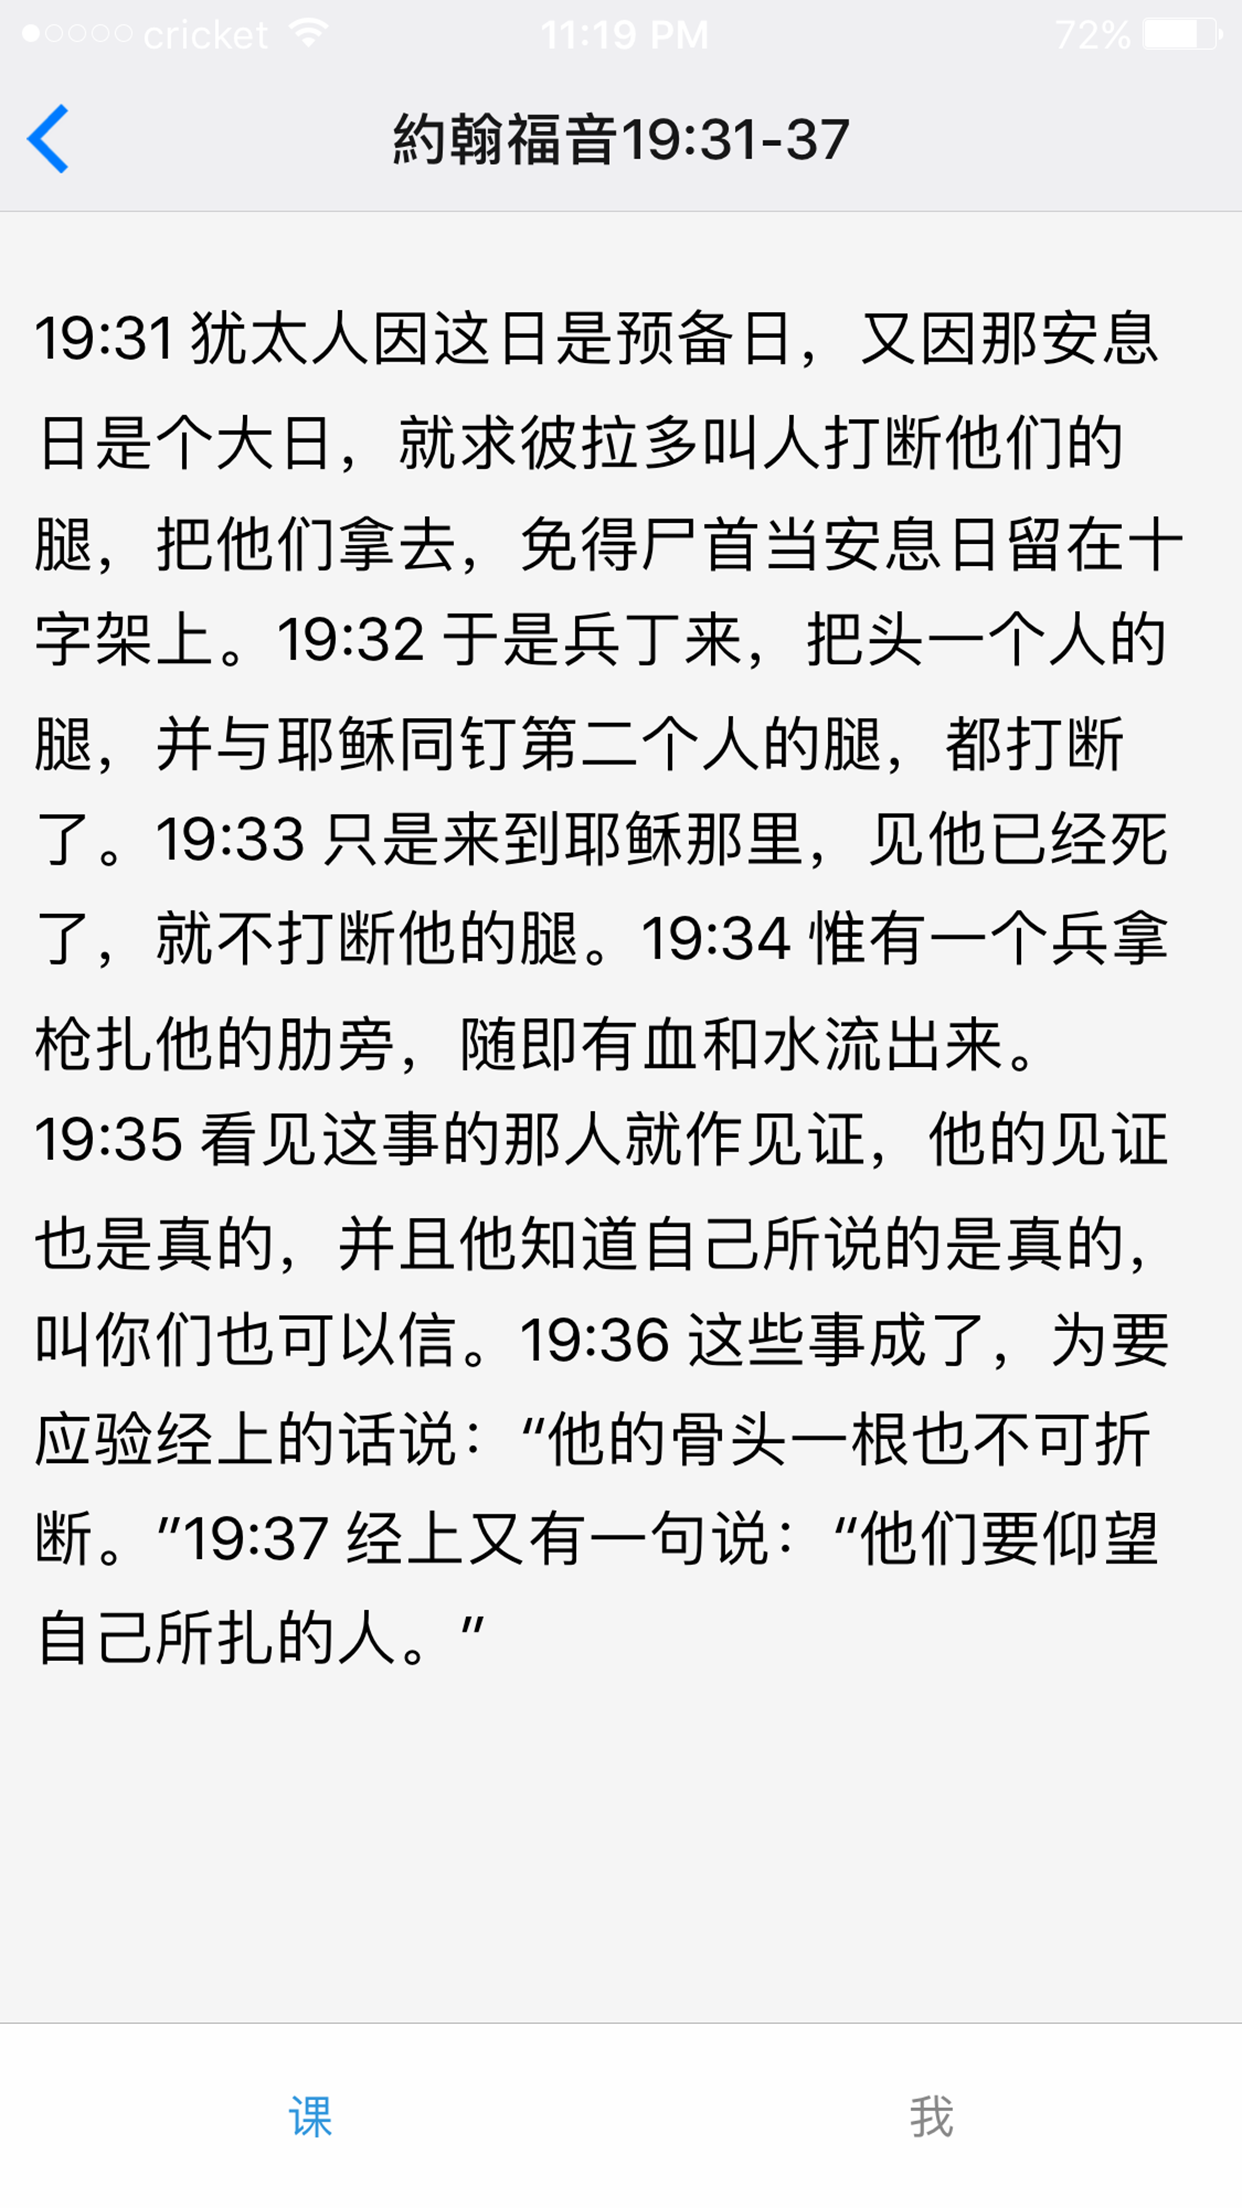 cricket 11:19 PM 72%
約翰福音19:31-37
19:31 犹太人因这日是预备日，又因那安息
日是个大日，就求彼拉多叫人打断他们的
腿，把他们拿去，免得尸首当安息日留在十
字架上。19:32 于是兵丁来，把头一个人的
腿，并与耶稣同钉第二个人的腿，都打断
了。19:33 只是来到耶稣那里，见他已经死
了，就不打断他的腿。19:34 惟有一个兵拿
枪扎他的肋旁，随即有血和水流出来。
19:35 看见这事的那人就作见证，他的见证
也是真的，并且他知道自己所说的是真的，
叫你们也可以信。19:36 这些事成了，为要
应验经上的话说：“他的骨头一根也不可折
断。”19:37 经上又有一句说：“他们要仰望
自己所扎的人。”
课 我